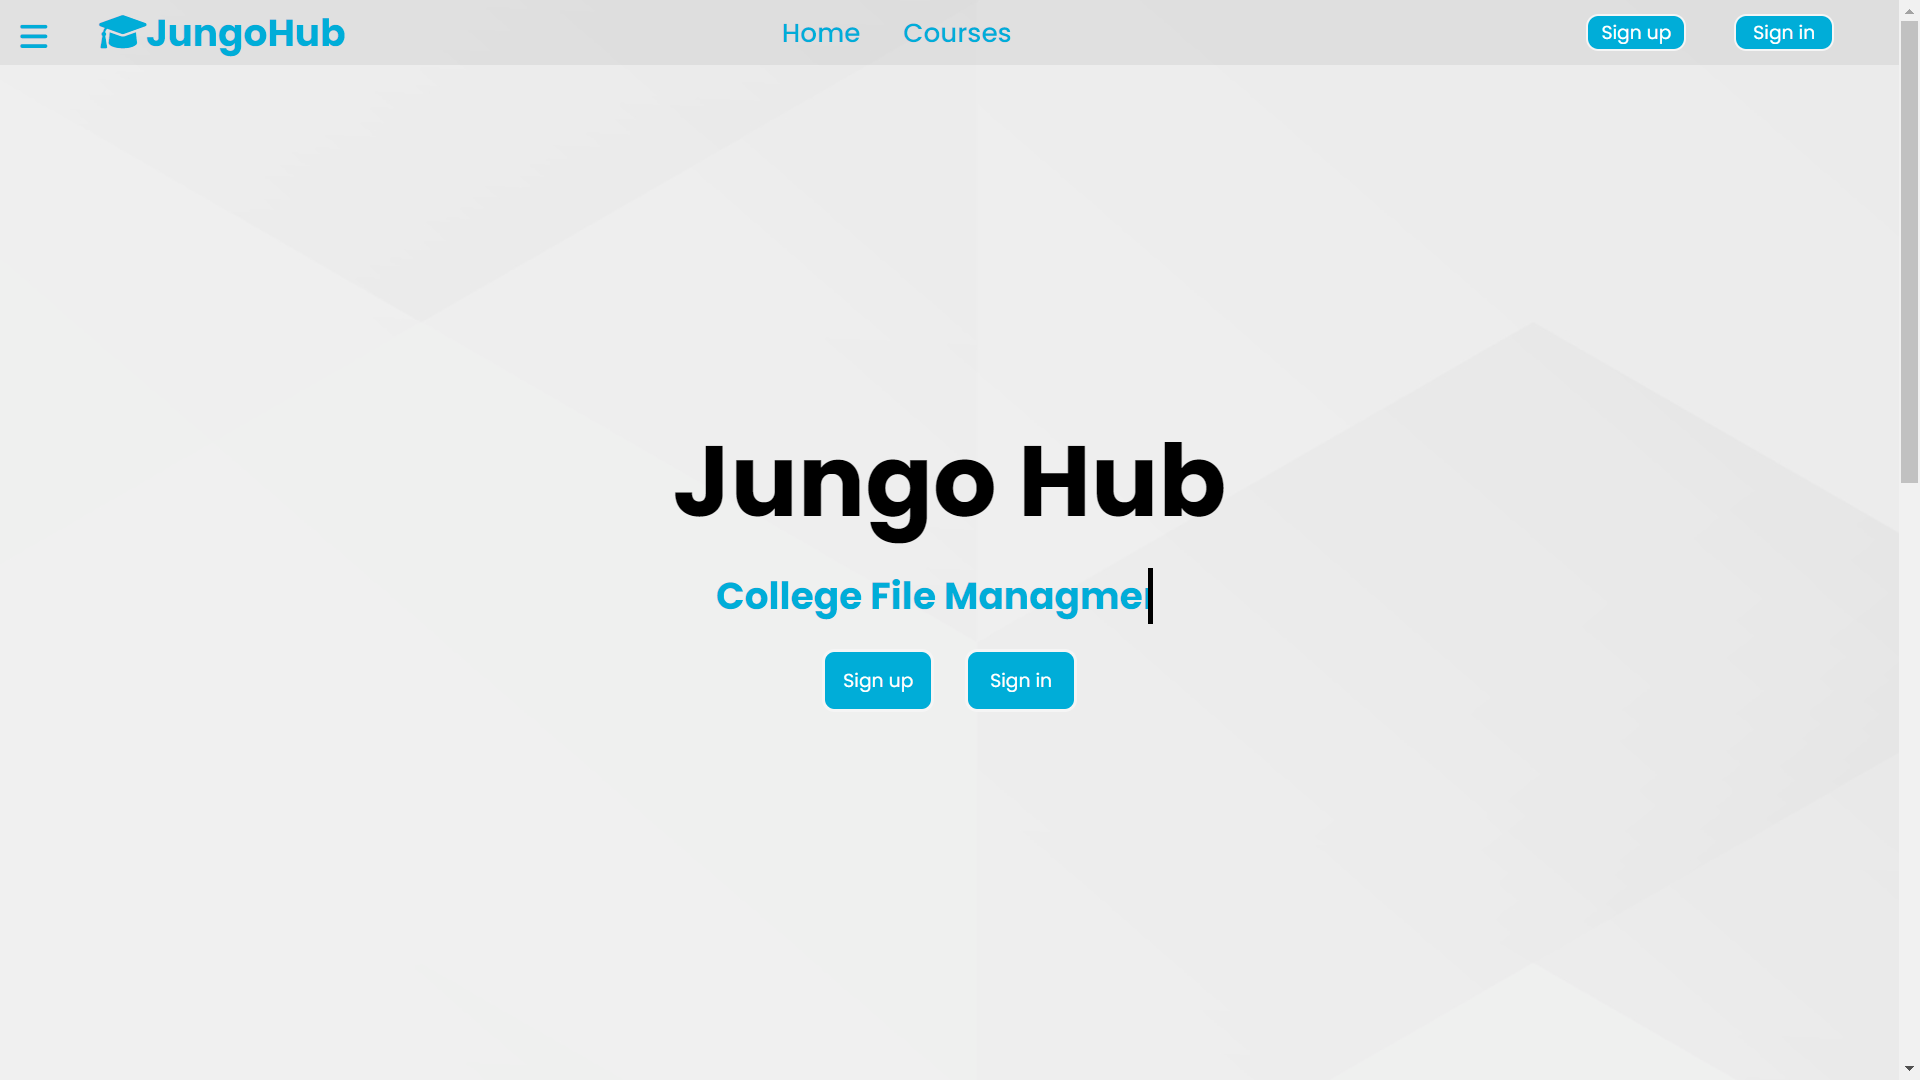 JungoHub
Home Courses
Sign up Sign in
Jungo Hub
College File Managme
Sign up Sign in